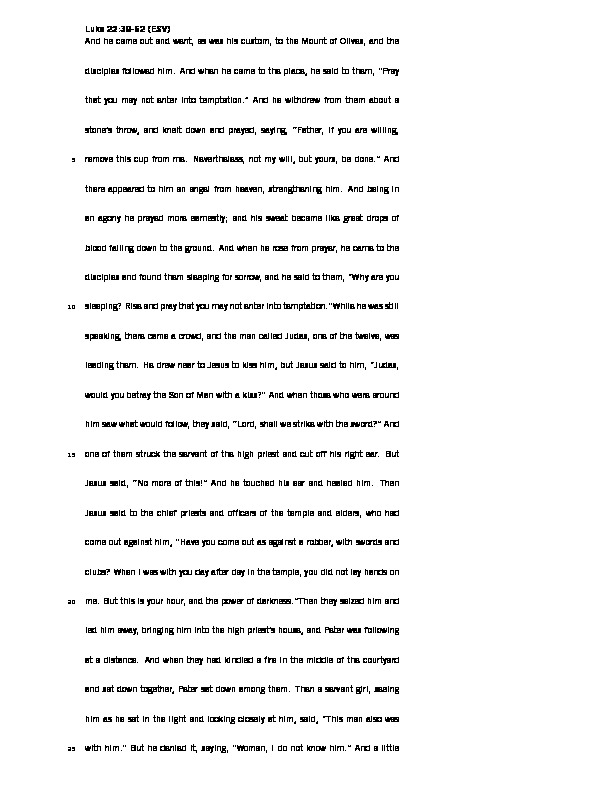 Luke 22:39-62 (ESV)
And he came out and went, as was his custom, to the Mount of Olives, and the
disciples followed him. And when he came to the place, he said to them, "Pray
that you may not enter into temptation." And he withdrew from them about a
stone's throw, and knelt down and prayed, saying, "Father, if you are willing,
5 remove this cup from me. Nevertheless, not my will, but yours, be done." And
there appeared to him an angel from heaven, strengthening him. And being in
an agony he prayed more earnestly; and his sweat became like great drops of
blood falling down to the ground. And when he rose from prayer, he came to the
disciples and found them sleeping for sorrow, and he said to them, "Why are you
10 sleeping? Rise and pray that you may not enter into temptation."While he was still
speaking, there came a crowd, and the man called Judas, one of the twelve, was
leading them. He drew near to Jesus to kiss him, but Jesus said to him, "Judas,
would you betray the Son of Man with a kiss?" And when those who were around
him saw what would follow, they said, "Lord, shall we strike with the sword?" And
15 one of them struck the servant of the high priest and cut off his right ear. But
Jesus said, "No more of this!" And he touched his ear and healed him. Then
Jesus said to the chief priests and officers of the temple and elders, who had
come out against him, "Have you come out as against a robber, with swords and
clubs? When I was with you day after day in the temple, you did not lay hands on
20 me. But this is your hour, and the power of darkness."Then they seized him and
led him away, bringing him into the high priest's house, and Peter was following
at a distance. And when they had kindled a fire in the middle of the courtyard
and sat down together, Peter sat down among them. Then a servant girl, seeing
him as he sat in the light and looking closely at him, said, "This man also was
25 with him." But he denied it, saying, "Woman, I do not know him." And a little